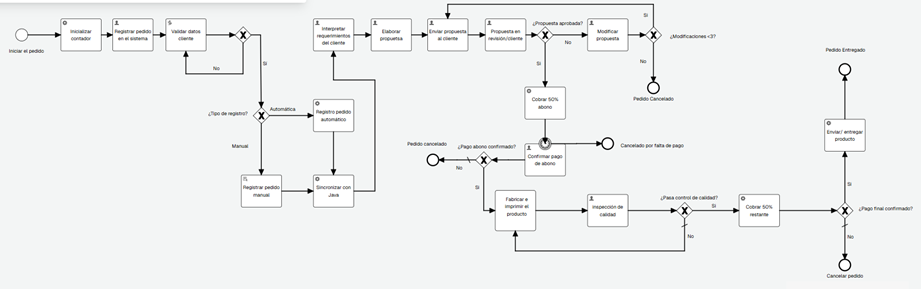 Iniciar el pedido
Inicializar
contador
Registrar pedido
en el sistema
Validar datos
cliente
No
Si
¿Tipo de registro?
Automática
Manual
Registro pedido
automático
Registrar pedido
manual
Sincronizar con
Java
Interpretar
requerimientos
del cliente
Elaborar
propuetsa
Enviar propuesta
al cliente
Propuesta en
revisión/cliente
¿Propuesta aprobada?
No
Si
Modificar
propuesta
Si
¿Modificaciones <3?
No
Pedido Cancelado
Cobrar 50%
abono
Confirmar pago
de abono
Cancelado por falta de pago
¿Pago abono confirmado?
Pedido cancelado
No
Si
Fabricar e
imprimir el
producto
Inspección de
calidad
¿Pasa control de calidad?
Si
No
Cobrar 50%
restante
¿Pago final confirmado?
Si
No
Enviar/ entregar
producto
Pedido Entregado
Cancelar pedido